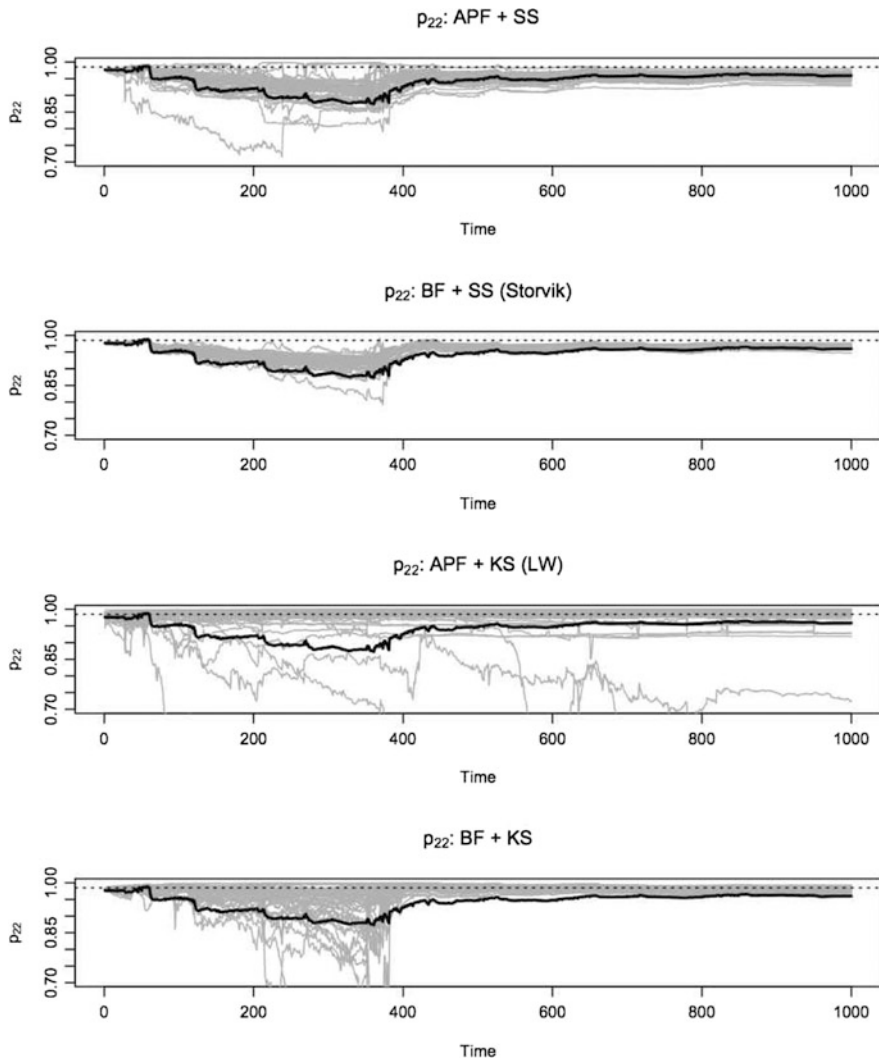 p₂₂: APF + SS
p₂₂
0.70 0.85 1.00
0 200 400 600 800 1000
Time
p₂₂: BF + SS (Storvik)
p₂₂
0.70 0.85 1.00
0 200 400 600 800 1000
Time
p₂₂: APF + KS (LW)
p₂₂
0.70 0.85 1.00
0 200 400 600 800 1000
Time
p₂₂: BF + KS
p₂₂
0.70 0.85 1.00
0 200 400 600 800 1000
Time